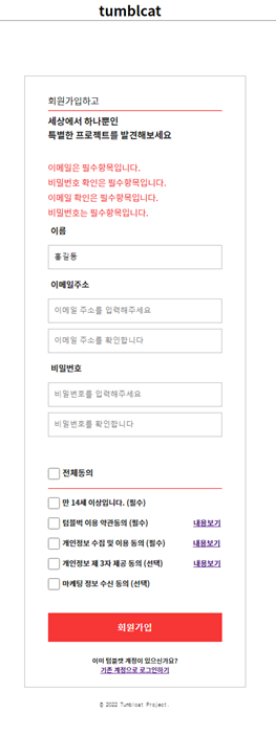 tumblcat
회원가입하고
세상에서 하나뿐인
특별한 프로젝트를 발견해보세요
이메일은 필수항목입니다.
비밀번호 확인은 필수항목입니다.
이메일 확인은 필수항목입니다.
비밀번호는 필수항목입니다.
이름
홍길동
이메일주소
이메일 주소를 입력해주세요
이메일 주소를 확인합니다
비밀번호
비밀번호를 입력해주세요
비밀번호를 확인합니다
전체동의
만 14세 이상입니다. (필수)
텀블벅 이용 약관동의 (필수) 내용보기
개인정보 수집 및 이용 동의 (필수) 내용보기
개인정보 제 3자 제공 동의 (선택) 내용보기
마케팅 정보 수신 동의 (선택)
회원가입
이미 텀블캣 계정이 있으신가요?
기존 계정으로 로그인하기
© 2022 Tumblcat Project.